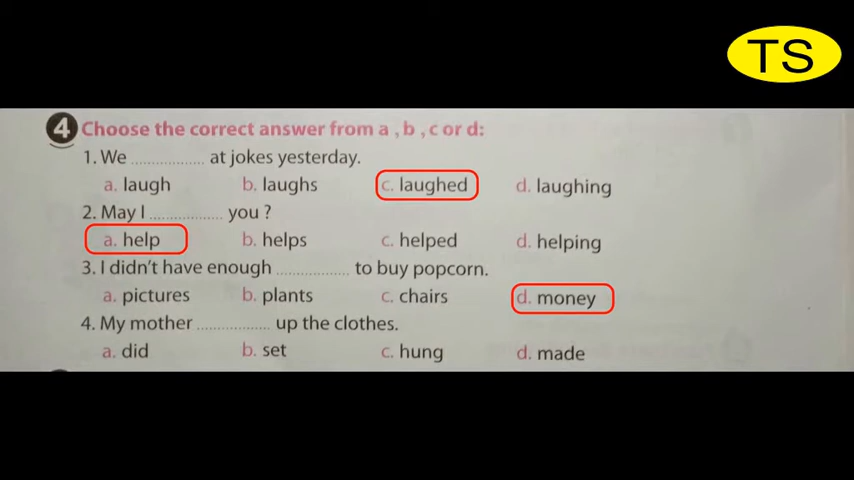 TS
4 Choose the correct answer from a , b , c or d:
1. We ................. at jokes yesterday.
a. laugh b. laughs c. laughed d. laughing
2. May I ................. you ?
a. help b. helps c. helped d. helping
3. I didn't have enough ................. to buy popcorn.
a. pictures b. plants c. chairs d. money
4. My mother ................. up the clothes.
a. did b. set c. hung d. made